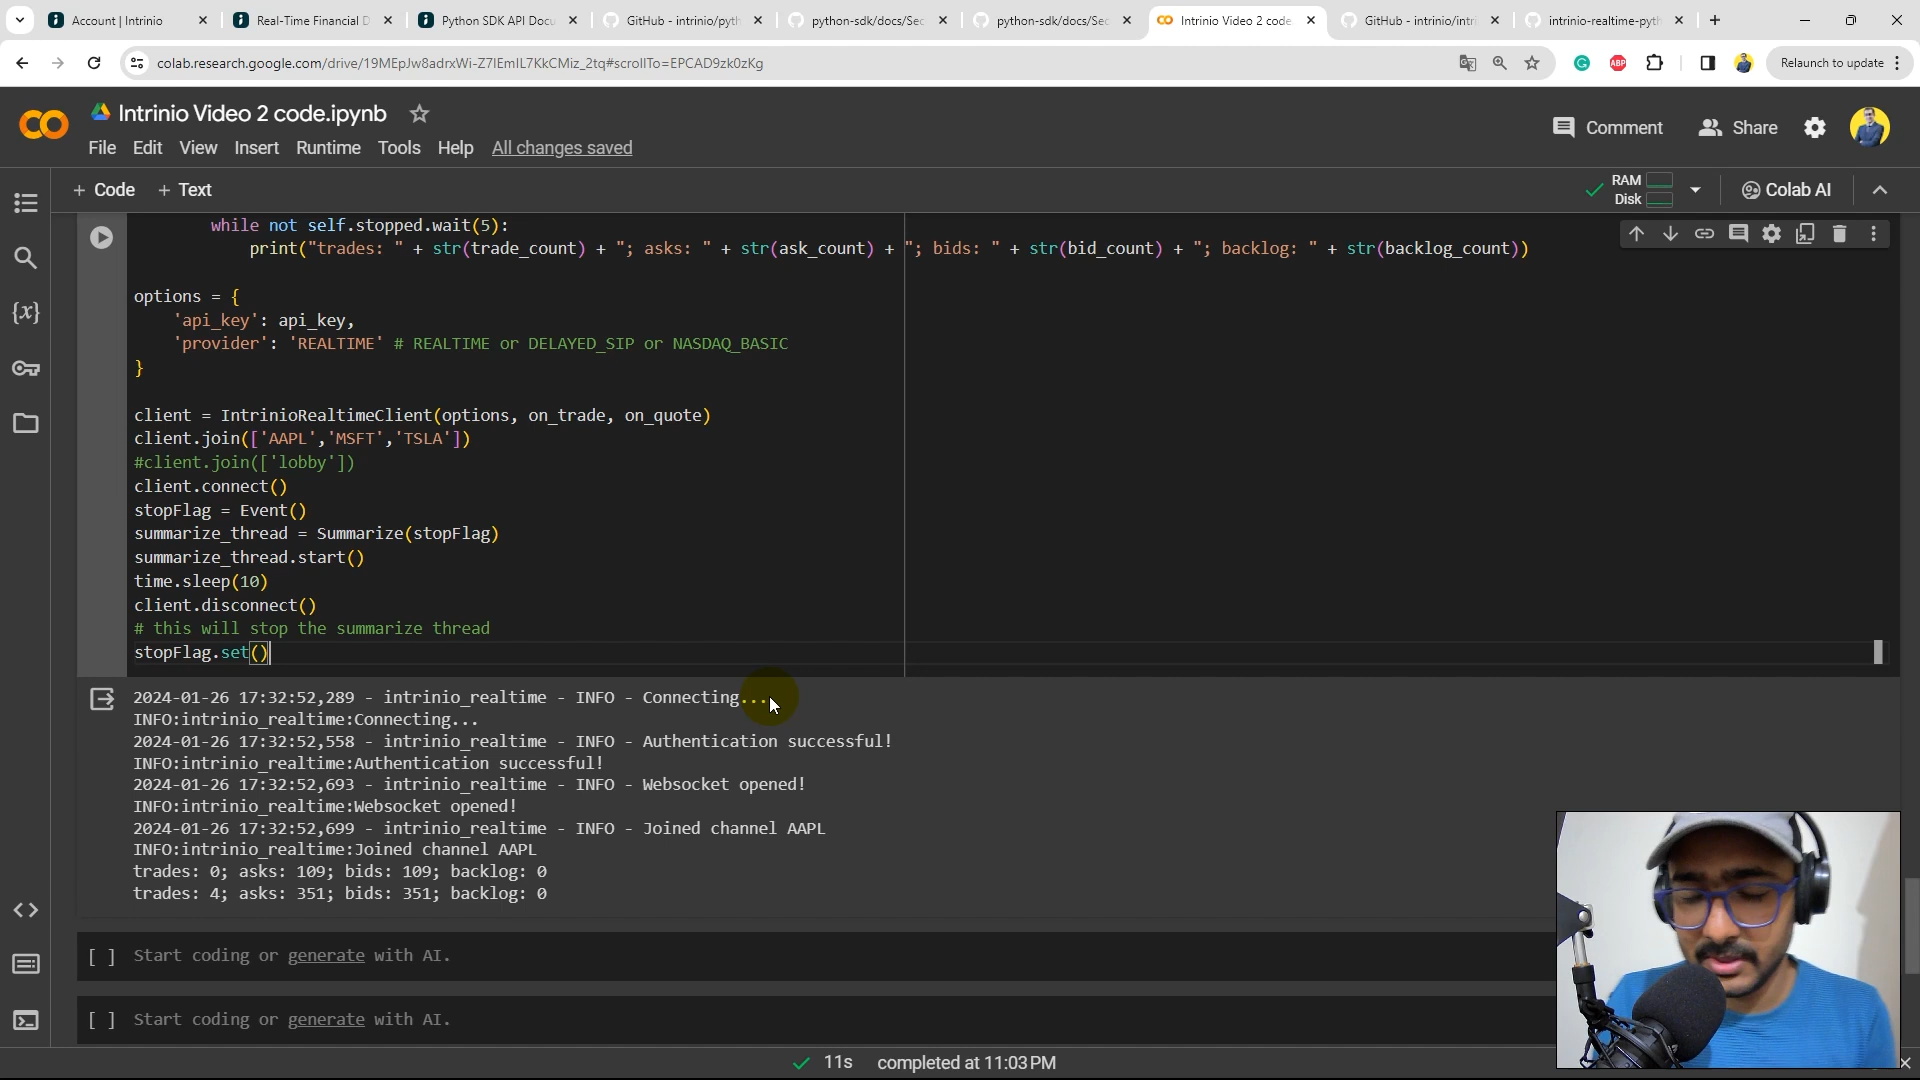 Account | Intrinio
Real-Time Financial D
Python SDK API Docu
GitHub - intrinio/pyth
python-sdk/docs/Sec
python-sdk/docs/Sec
Intrinio Video 2 code
GitHub - intrinio/intri
intrinio-realtime-pyth
colab.research.google.com/drive/19MEpJw8adrxWi-Z7lEmlL7KkCMiz_2tq#scrollTo=EPCAD9zk0zKg
ABP
Relaunch to update
Intrinio Video 2 code.ipynb
Comment
Share
File Edit View Insert Runtime Tools Help All changes saved
+ Code + Text
RAM
Disk
Colab AI
while not self.stopped.wait(5):
print("trades: " + str(trade_count) + "; asks: " + str(ask_count) + "; bids: " + str(bid_count) + "; backlog: " + str(backlog_count))
options = {
'api_key': api_key,
'provider': 'REALTIME' # REALTIME or DELAYED_SIP or NASDAQ_BASIC
}
client = IntrinioRealtimeClient(options, on_trade, on_quote)
client.join(['AAPL','MSFT','TSLA'])
#client.join(['lobby'])
client.connect()
stopFlag = Event()
summarize_thread = Summarize(stopFlag)
summarize_thread.start()
time.sleep(10)
client.disconnect()
# this will stop the summarize thread
stopFlag.set()
2024-01-26 17:32:52,289 - intrinio_realtime - INFO - Connecting...
INFO:intrinio_realtime:Connecting...
2024-01-26 17:32:52,558 - intrinio_realtime - INFO - Authentication successful!
INFO:intrinio_realtime:Authentication successful!
2024-01-26 17:32:52,693 - intrinio_realtime - INFO - Websocket opened!
INFO:intrinio_realtime:Websocket opened!
2024-01-26 17:32:52,699 - intrinio_realtime - INFO - Joined channel AAPL
INFO:intrinio_realtime:Joined channel AAPL
trades: 0; asks: 109; bids: 109; backlog: 0
trades: 4; asks: 351; bids: 351; backlog: 0
[ ] Start coding or generate with AI.
[ ] Start coding or generate with AI.
11s completed at 11:03 PM